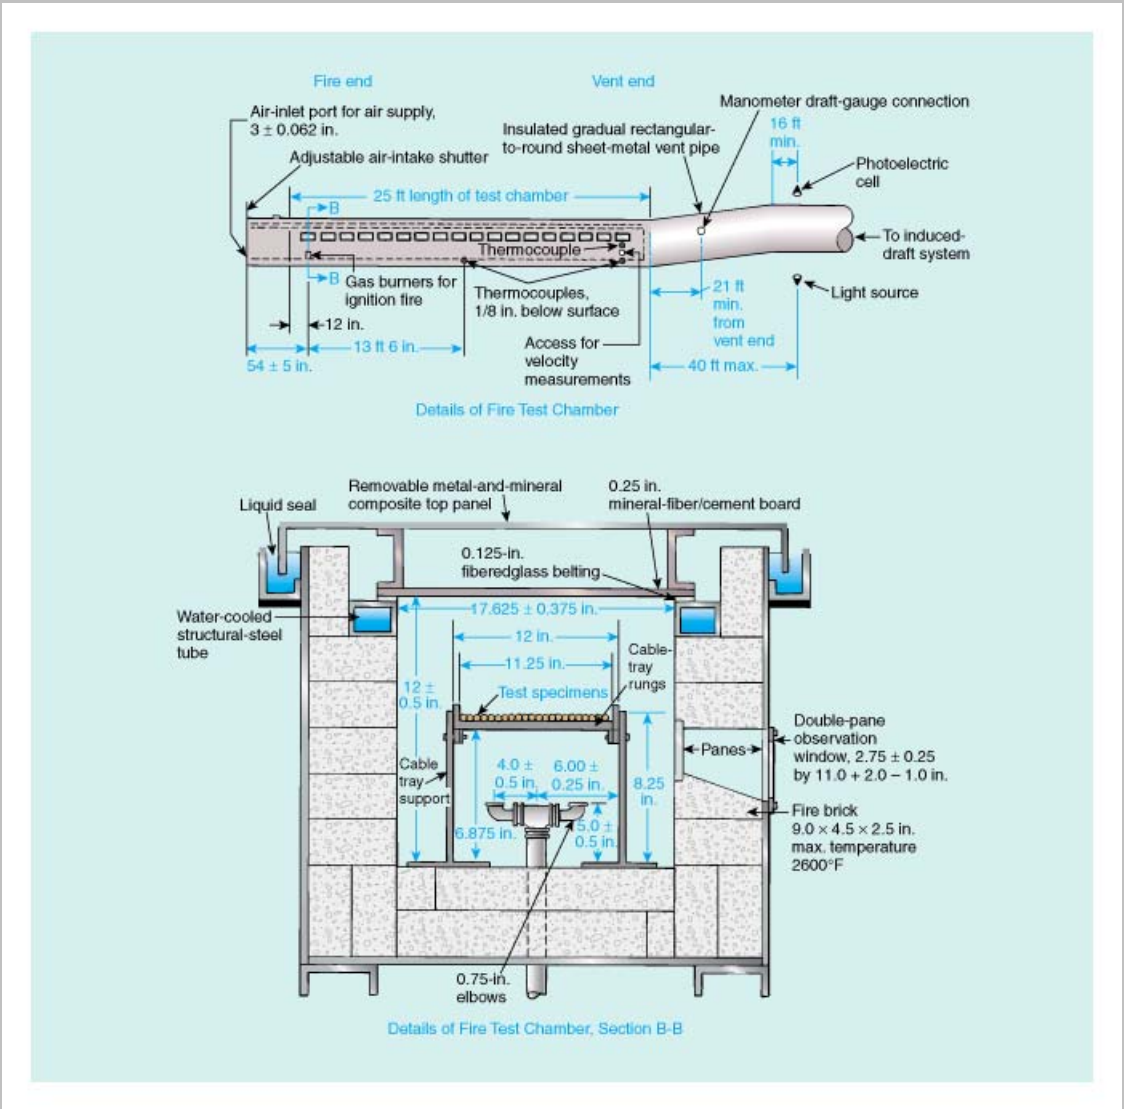 Fire end
Vent end
Manometer draft-gauge connection
Air-inlet port for air supply,
3 ± 0.062 in.
16 ft
min.
Insulated gradual rectangular-
to-round sheet-metal vent pipe
Adjustable air-intake shutter
Photoelectric
cell
25 ft length of test chamber
B
Thermocouple
To induced-
draft system
B
Gas burners for
ignition fire
Thermocouples,
1/8 in. below surface
21 ft
min.
from
vent end
Light source
12 in.
13 ft 6 in.
Access for
velocity
measurements
54 ± 5 in.
40 ft max.
Details of Fire Test Chamber
Removable metal-and-mineral
composite top panel
0.25 in.
mineral-fiber/cement board
Liquid seal
0.125-in.
fiberedglass belting
17.625 ± 0.375 in.
Water-cooled
structural-steel
tube
12 in.
11.25 in.
Cable-
tray
rungs
12 ±
0.5 in.
Test specimens
Double-pane
observation
window, 2.75 ± 0.25
by 11.0 + 2.0 – 1.0 in.
Panes
Cable
tray
support
4.0 ±
0.5 in.
6.00 ±
0.25 in.
8.25
in.
6.875 in.
5.0 ±
0.5 in.
Fire brick
9.0 × 4.5 × 2.5 in.
max. temperature
2600°F
0.75-in.
elbows
Details of Fire Test Chamber, Section B-B